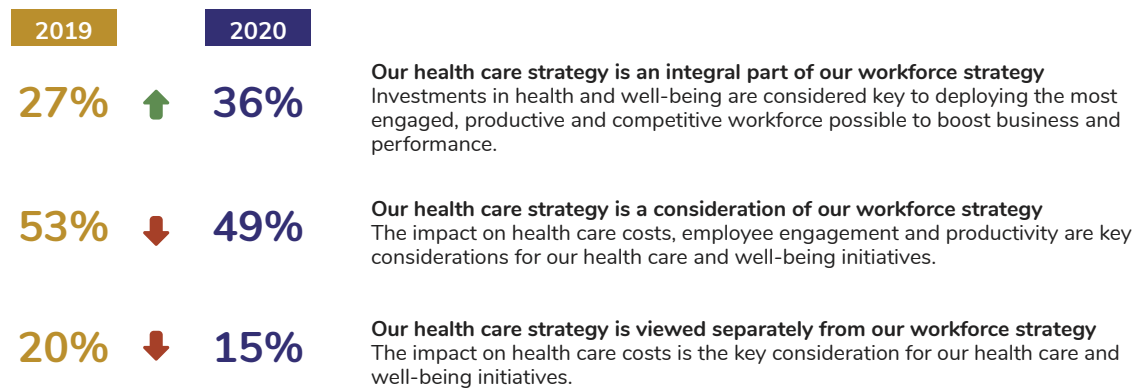 2019 2020
27% 36%
Our health care strategy is an integral part of our workforce strategy
Investments in health and well-being are considered key to deploying the most
engaged, productive and competitive workforce possible to boost business and
performance.
53% 49%
Our health care strategy is a consideration of our workforce strategy
The impact on health care costs, employee engagement and productivity are key
considerations for our health care and well-being initiatives.
20% 15%
Our health care strategy is viewed separately from our workforce strategy
The impact on health care costs is the key consideration for our health care and
well-being initiatives.